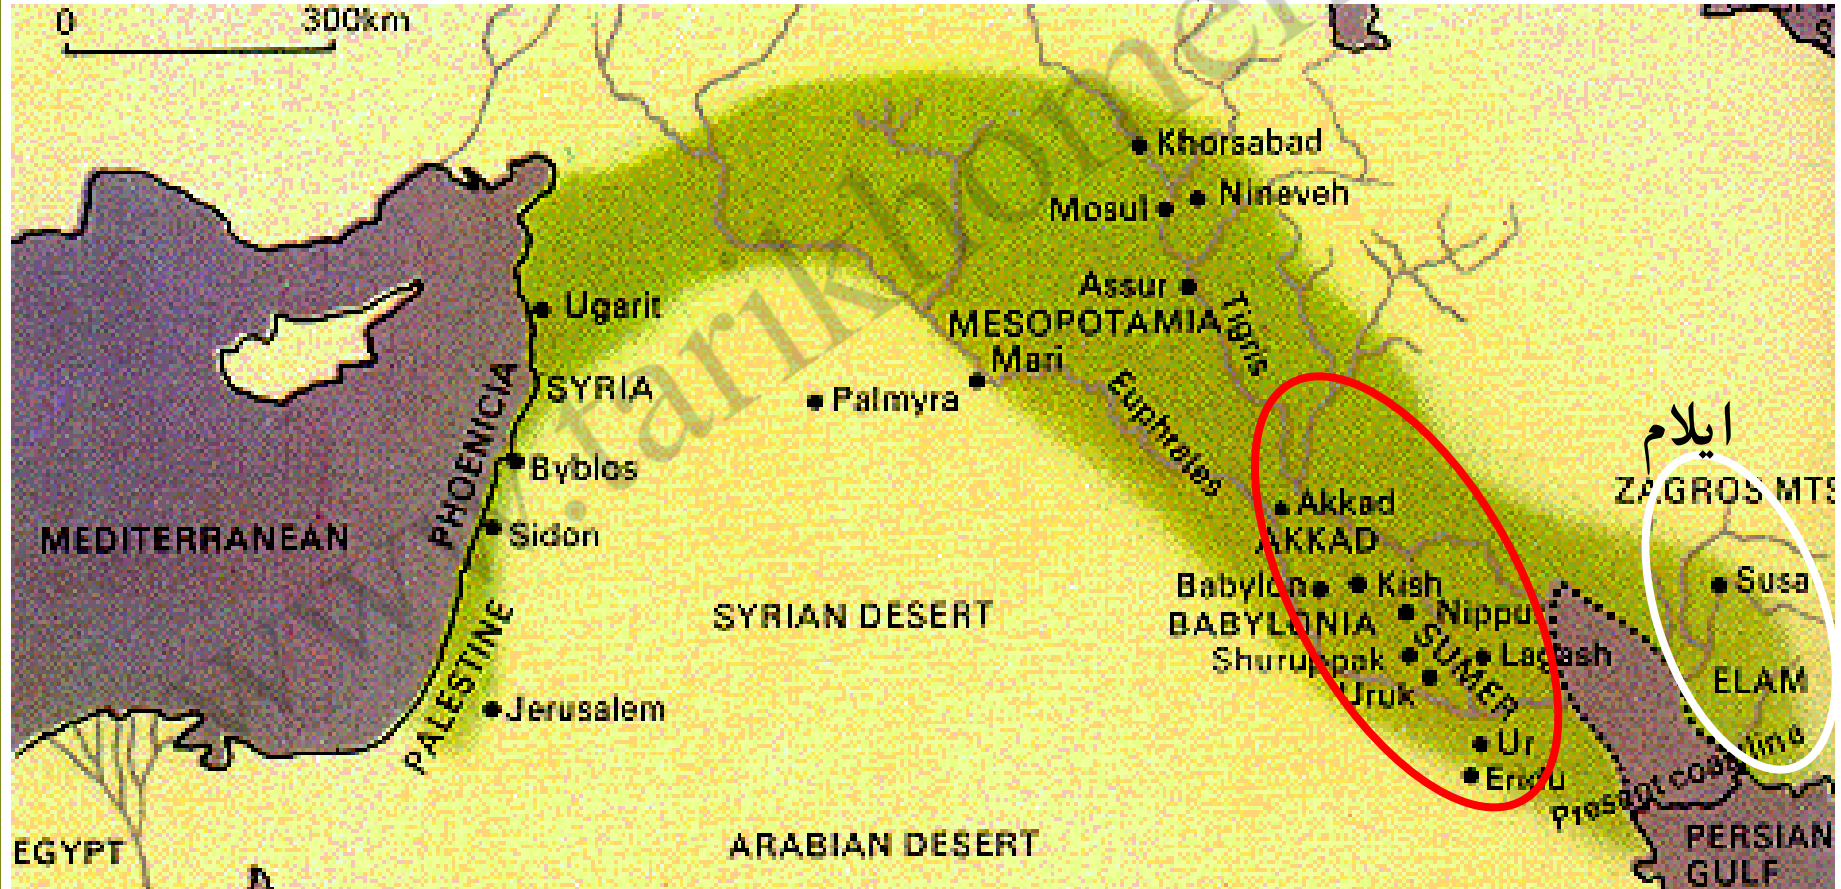 0 300km
Khorsabad
Nineveh
Mosul
Assur
Tigris
Ugarit
MESOPOTAMIA
Mari
SYRIA
Palmyra
Euphrates
PHOENICIA
ایلام
Byblos
ZAGROS MTS
Akkad
MEDITERRANEAN
Sidon
AKKAD
Babylon
Kish
Susa
SYRIAN DESERT
Nippu
BABYLONIA
SUMER
Shuruppak
Lagash
PALESTINE
Uruk
ELAM
Jerusalem
Ur
Present coastline
ARABIAN DESERT
EGYPT
PERSIAN
GULF